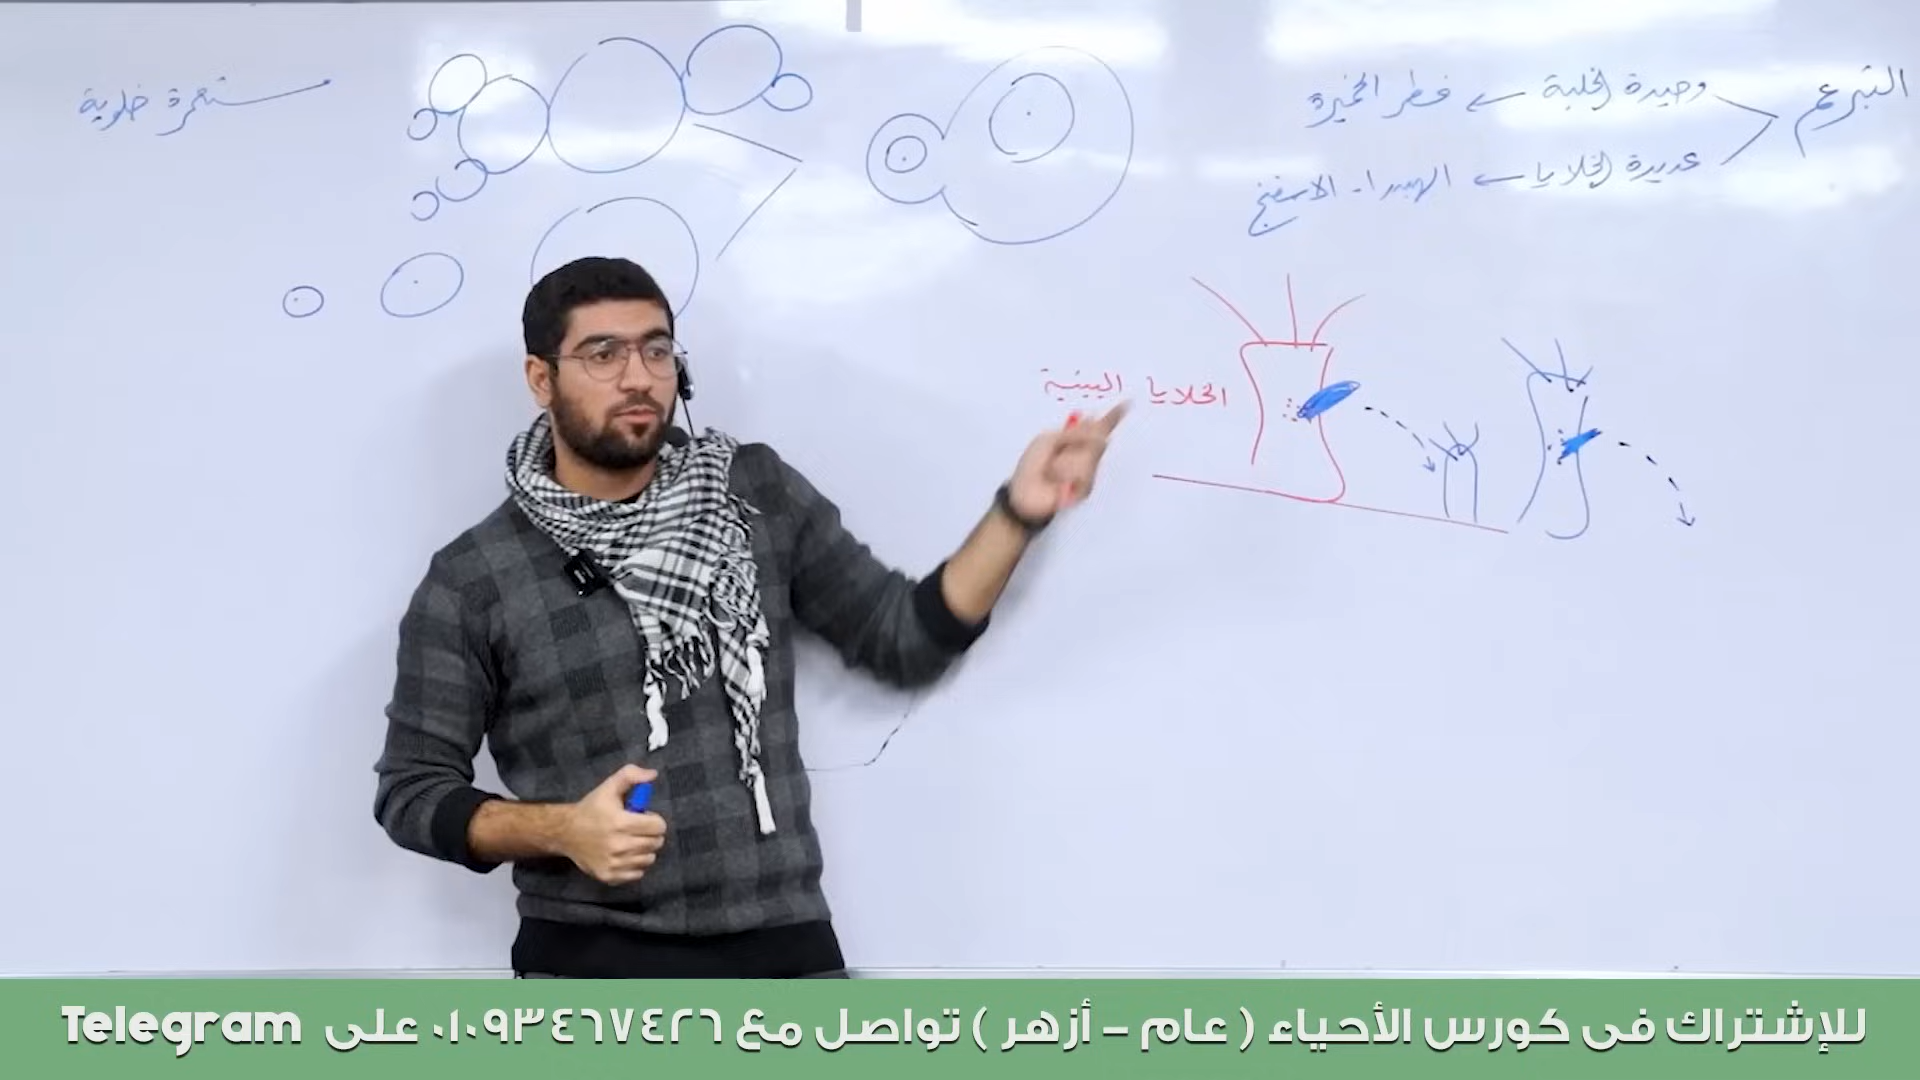 التبرعم
وحيدة الخلية ← فطر الخميرة
عديدة الخلايا ← الهيدرا - الاسفنج
مستعمرة خلوية
الخلايا البينية
للإشتراك فى كورس الأحياء ( عام - أزهر ) تواصل مع ٠١٠٩٣٤٦٧٤٢٦ على Telegram